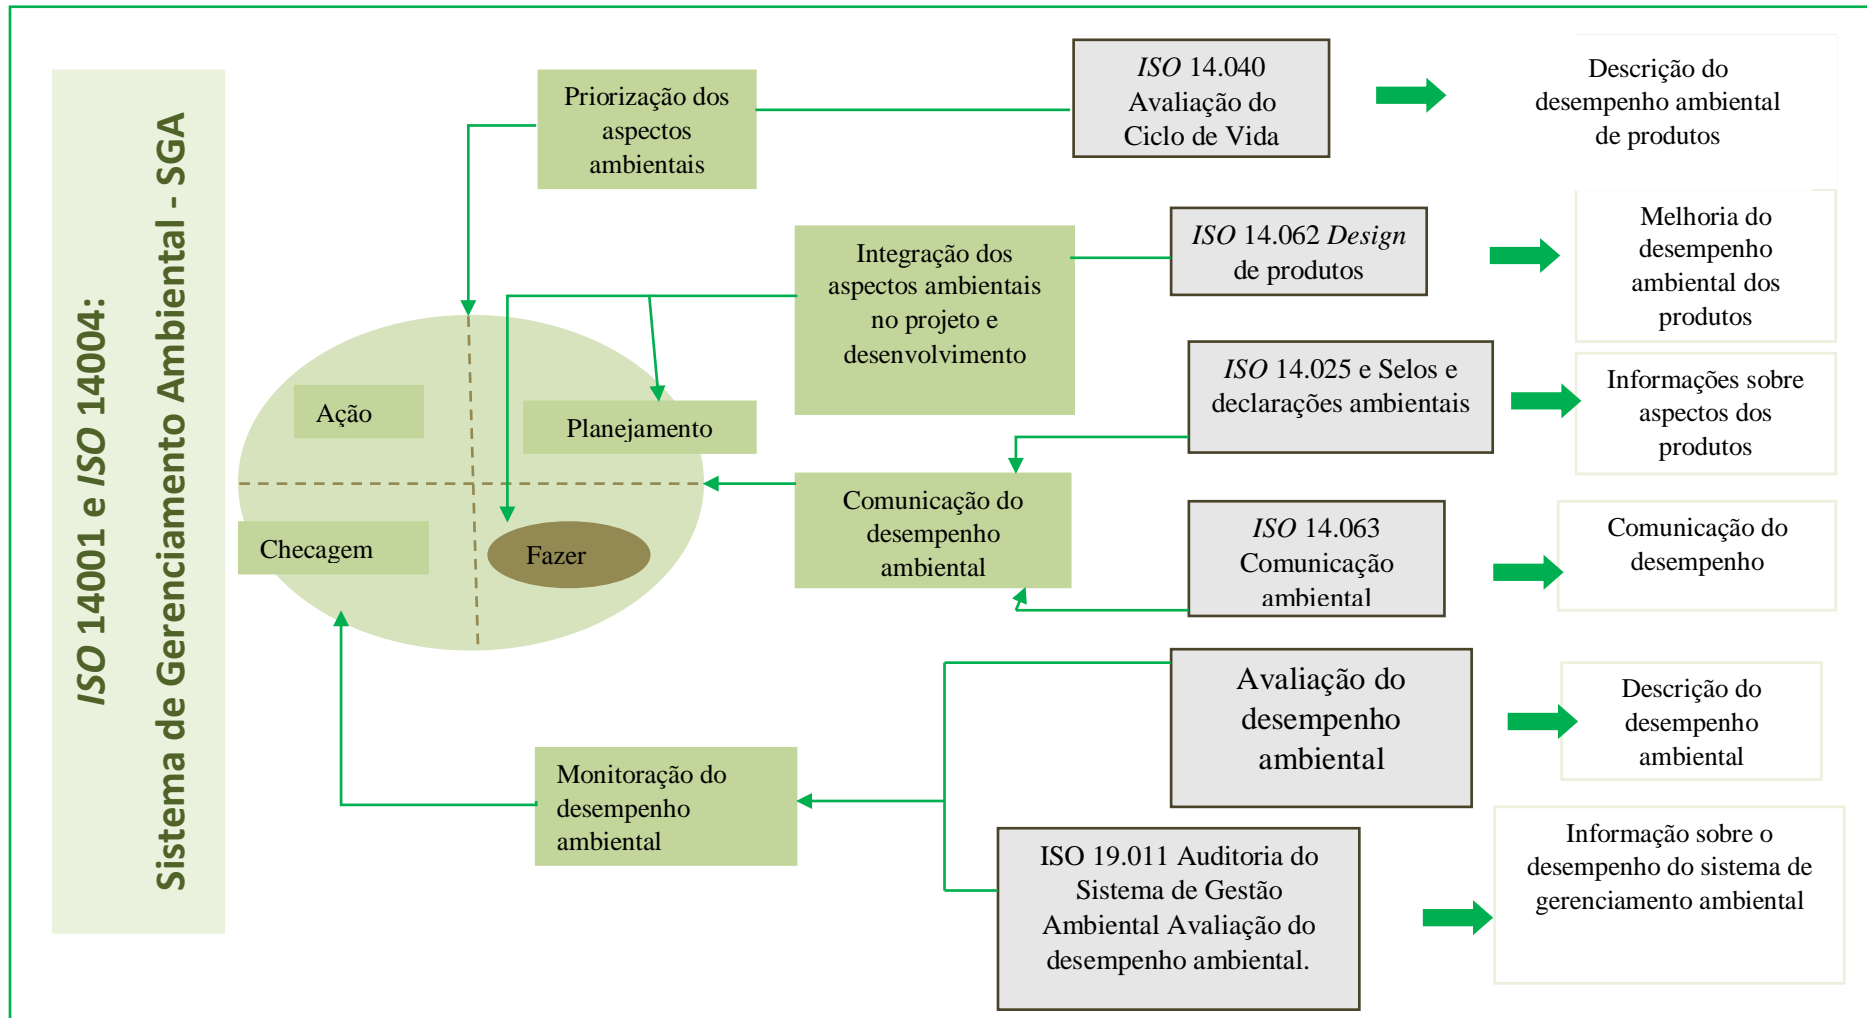 ISO 14001 e ISO 14004:
Sistema de Gerenciamento Ambiental - SGA
Priorização dos
aspectos
ambientais
ISO 14.040
Avaliação do
Ciclo de Vida
Descrição do
desempenho ambiental
de produtos
Integração dos
aspectos ambientais
no projeto e
desenvolvimento
ISO 14.062 Design
de produtos
Melhoria do
desempenho
ambiental dos
produtos
ISO 14.025 e Selos e
declarações ambientais
Informações sobre
aspectos dos
produtos
Ação
Planejamento
Checagem
Fazer
Comunicação do
desempenho
ambiental
ISO 14.063
Comunicação
ambiental
Comunicação do
desempenho
Avaliação do
desempenho
ambiental
Descrição do
desempenho
ambiental
Monitoração do
desempenho
ambiental
ISO 19.011 Auditoria do
Sistema de Gestão
Ambiental Avaliação do
desempenho ambiental.
Informação sobre o
desempenho do sistema de
gerenciamento ambiental